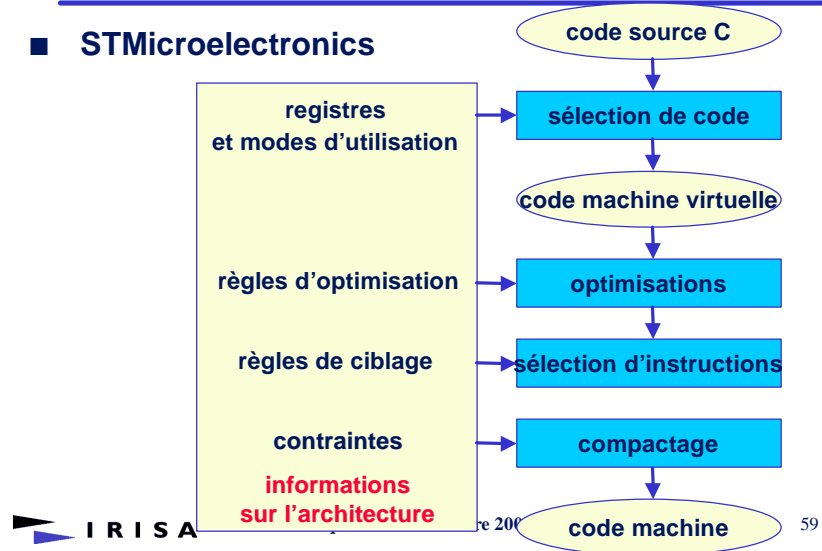 ■ STMicroelectronics
code source C
registres
et modes d'utilisation
sélection de code
code machine virtuelle
règles d'optimisation
optimisations
règles de ciblage
sélection d'instructions
contraintes
compactage
informations
sur l'architecture
code machine
IRISA
59